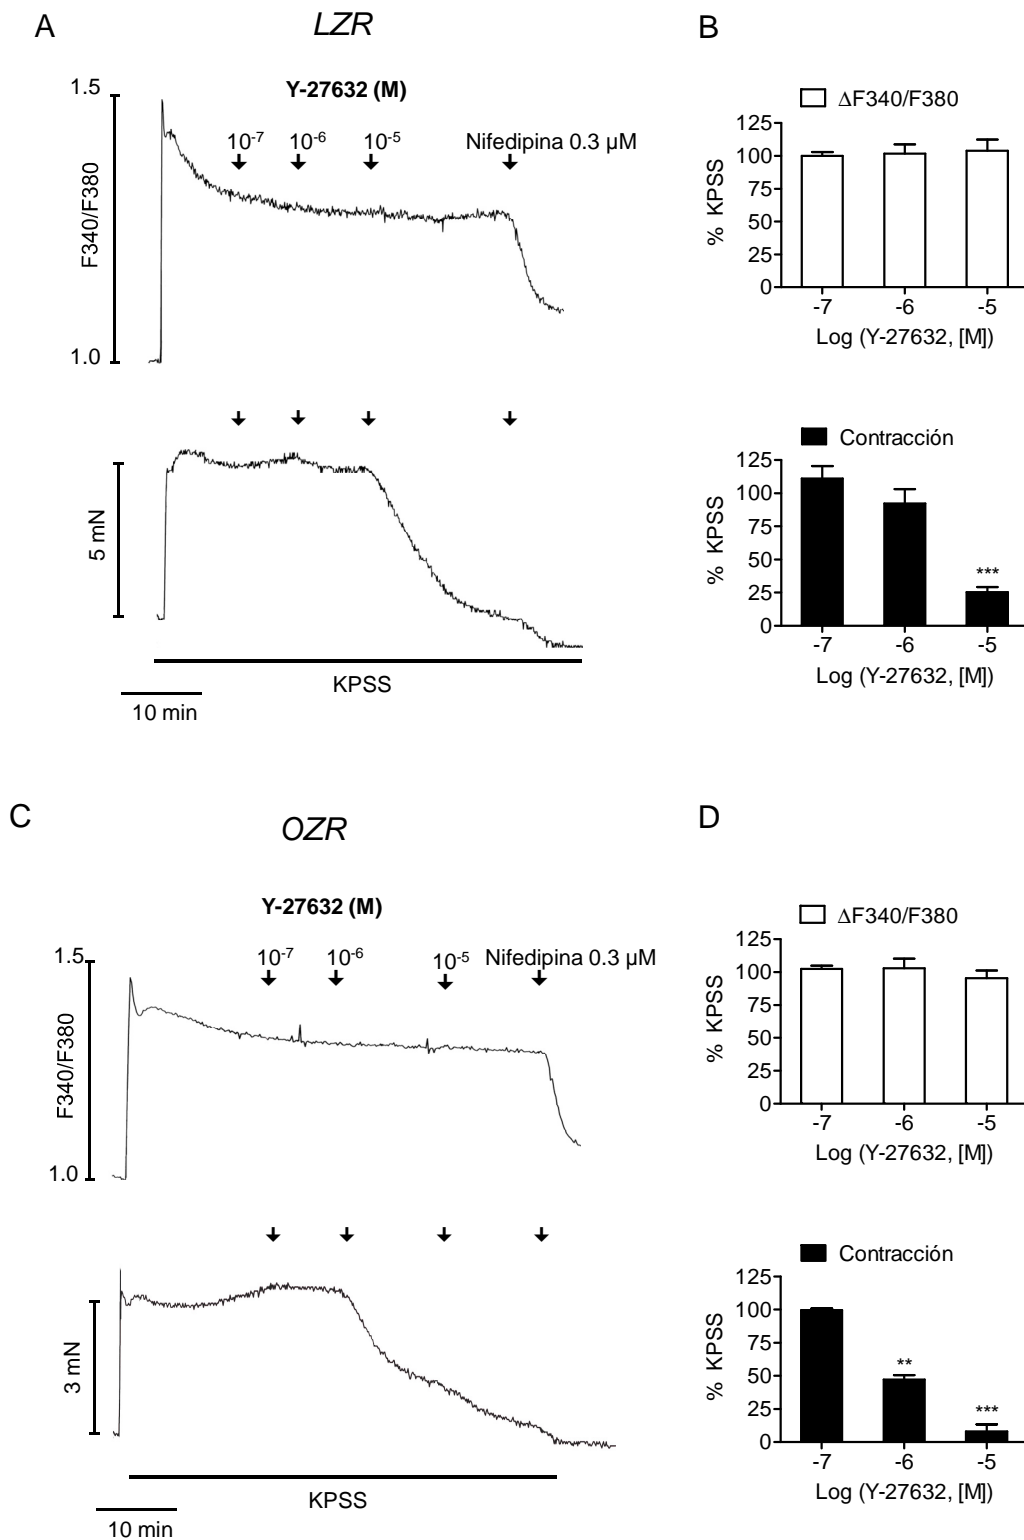 A
LZR
Y-27632 (M)
1.5
10⁻⁷ 10⁻⁶ 10⁻⁵ Nifedipina 0.3 µM
F340/F380
1.0
5 mN
KPSS
10 min
B
ΔF340/F380
125
100
75
50
25
0
% KPSS
-7 -6 -5
Log (Y-27632, [M])
Contracción
125
100
75
50
25
0
% KPSS
***
-7 -6 -5
Log (Y-27632, [M])
C
OZR
Y-27632 (M)
1.5
10⁻⁷ 10⁻⁶ 10⁻⁵ Nifedipina 0.3 µM
F340/F380
1.0
3 mN
KPSS
10 min
D
ΔF340/F380
125
100
75
50
25
0
% KPSS
-7 -6 -5
Log (Y-27632, [M])
Contracción
125
100
75
50
25
0
% KPSS
**
***
-7 -6 -5
Log (Y-27632, [M])